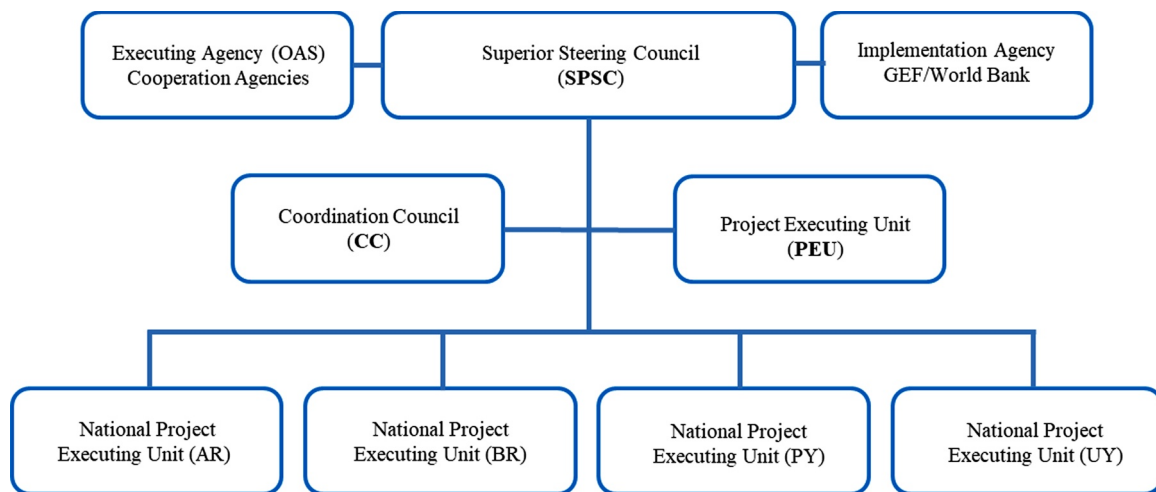 Executing Agency (OAS)
Cooperation Agencies
Superior Steering Council
(SPSC)
Implementation Agency
GEF/World Bank
Coordination Council
(CC)
Project Executing Unit
(PEU)
National Project
Executing Unit (AR)
National Project
Executing Unit (BR)
National Project
Executing Unit (PY)
National Project
Executing Unit (UY)